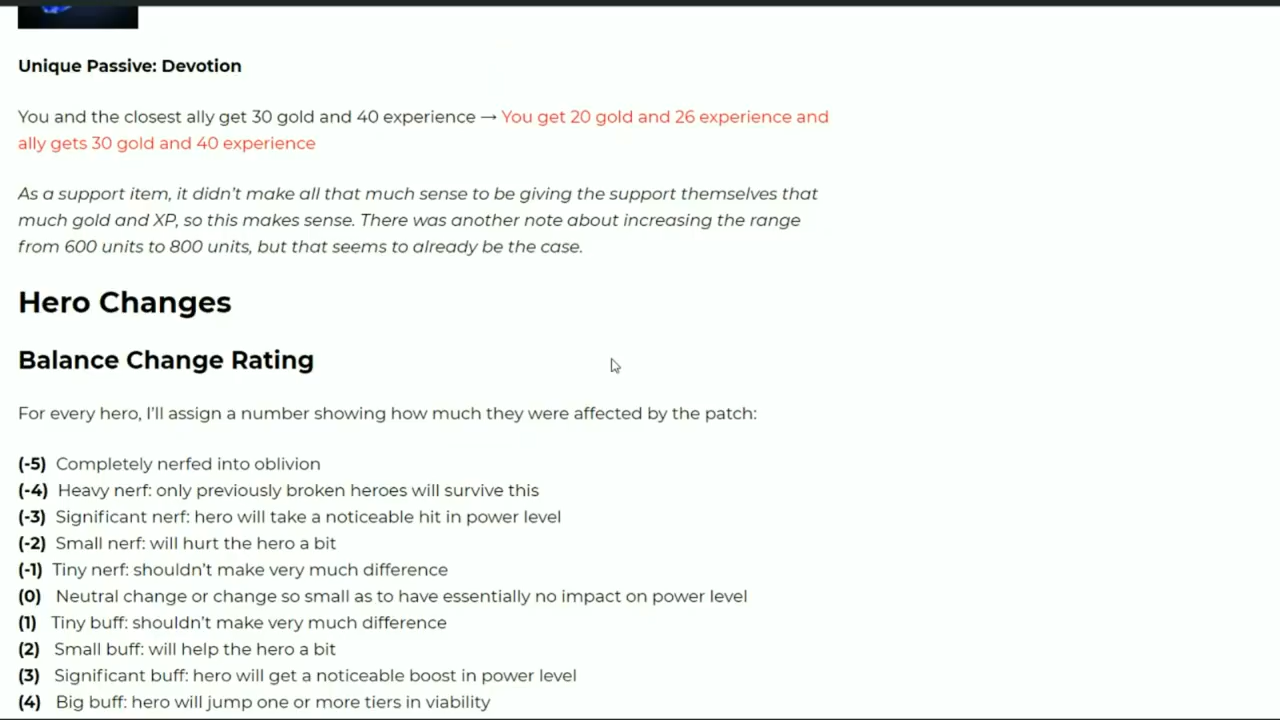 Unique Passive: Devotion
You and the closest ally get 30 gold and 40 experience → You get 20 gold and 26 experience and
ally gets 30 gold and 40 experience
As a support item, it didn't make all that much sense to be giving the support themselves that
much gold and XP, so this makes sense. There was another note about increasing the range
from 600 units to 800 units, but that seems to already be the case.
Hero Changes
Balance Change Rating
For every hero, I'll assign a number showing how much they were affected by the patch:
(-5) Completely nerfed into oblivion
(-4) Heavy nerf: only previously broken heroes will survive this
(-3) Significant nerf: hero will take a noticeable hit in power level
(-2) Small nerf: will hurt the hero a bit
(-1) Tiny nerf: shouldn't make very much difference
(0) Neutral change or change so small as to have essentially no impact on power level
(1) Tiny buff: shouldn't make very much difference
(2) Small buff: will help the hero a bit
(3) Significant buff: hero will get a noticeable boost in power level
(4) Big buff: hero will jump one or more tiers in viability